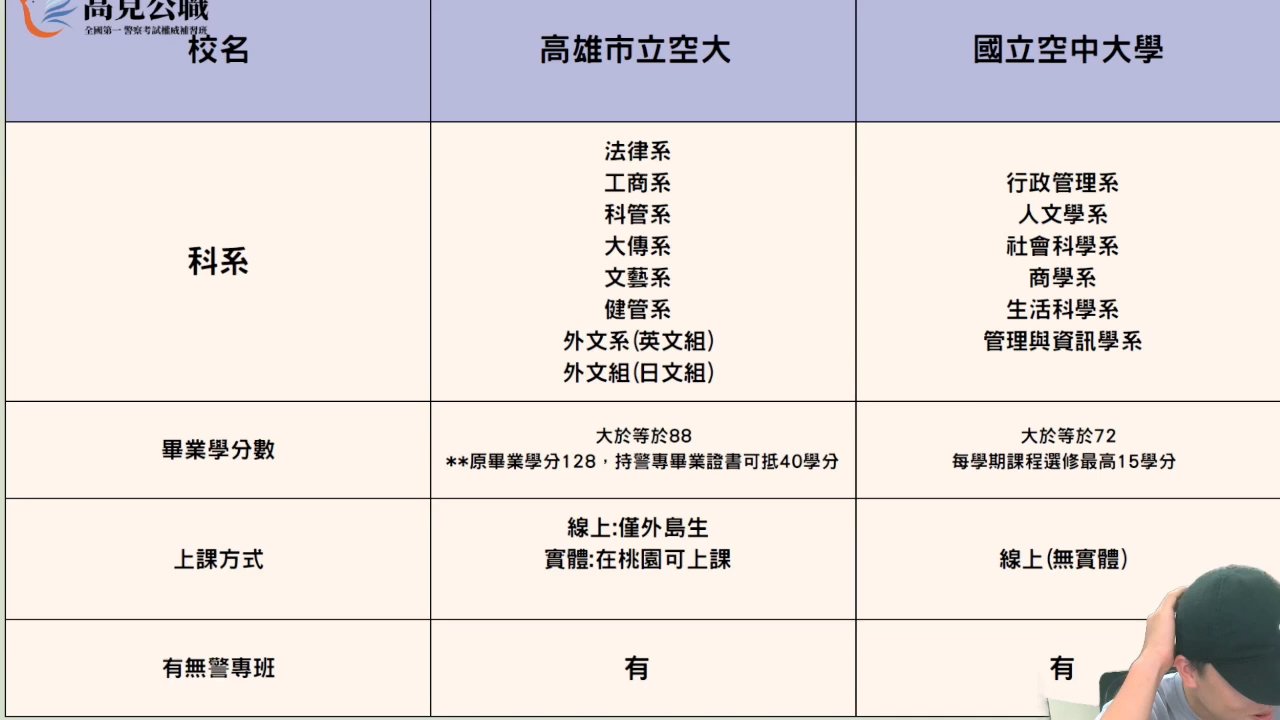 高見公職
全國第一 警察考試權威補習班
校名
高雄市立空大
國立空中大學
科系
法律系
工商系
科管系
大傳系
文藝系
健管系
外文系(英文組)
外文組(日文組)
行政管理系
人文學系
社會科學系
商學系
生活科學系
管理與資訊學系
畢業學分數
大於等於88
**原畢業學分128，持警專畢業證書可抵40學分
大於等於72
每學期課程選修最高15學分
上課方式
線上:僅外島生
實體:在桃園可上課
線上(無實體)
有無警專班
有
有